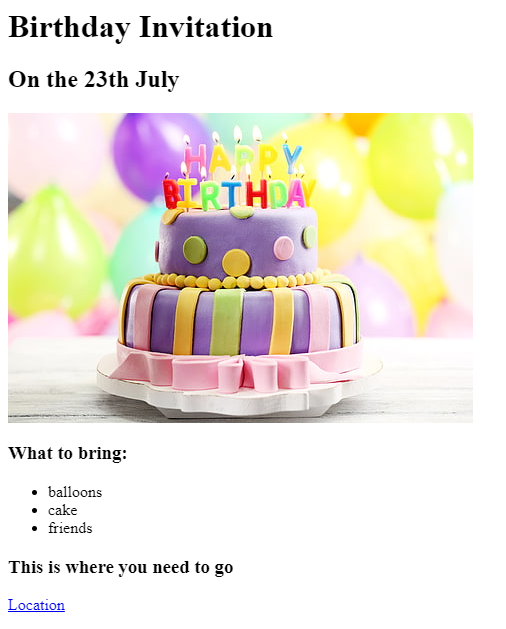 Birthday Invitation
On the 23th July
HAPPY
BIRTHDAY
What to bring:
balloons
cake
friends
This is where you need to go
Location